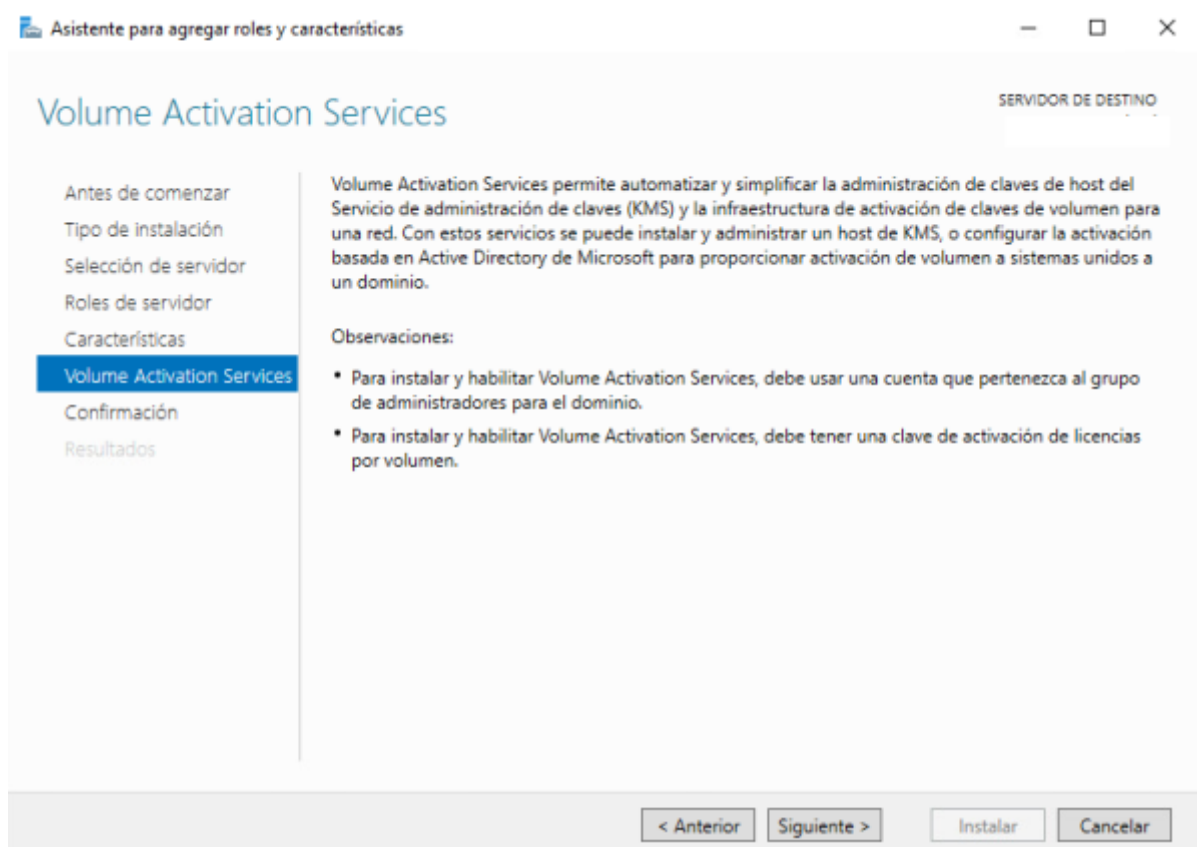 Asistente para agregar roles y características
Volume Activation Services
SERVIDOR DE DESTINO
Antes de comenzar
Tipo de instalación
Selección de servidor
Roles de servidor
Características
Volume Activation Services
Confirmación
Resultados
Volume Activation Services permite automatizar y simplificar la administración de claves de host del
Servicio de administración de claves (KMS) y la infraestructura de activación de claves de volumen para
una red. Con estos servicios se puede instalar y administrar un host de KMS, o configurar la activación
basada en Active Directory de Microsoft para proporcionar activación de volumen a sistemas unidos a
un dominio.
Observaciones:
• Para instalar y habilitar Volume Activation Services, debe usar una cuenta que pertenezca al grupo
de administradores para el dominio.
• Para instalar y habilitar Volume Activation Services, debe tener una clave de activación de licencias
por volumen.
< Anterior
Siguiente >
Instalar
Cancelar